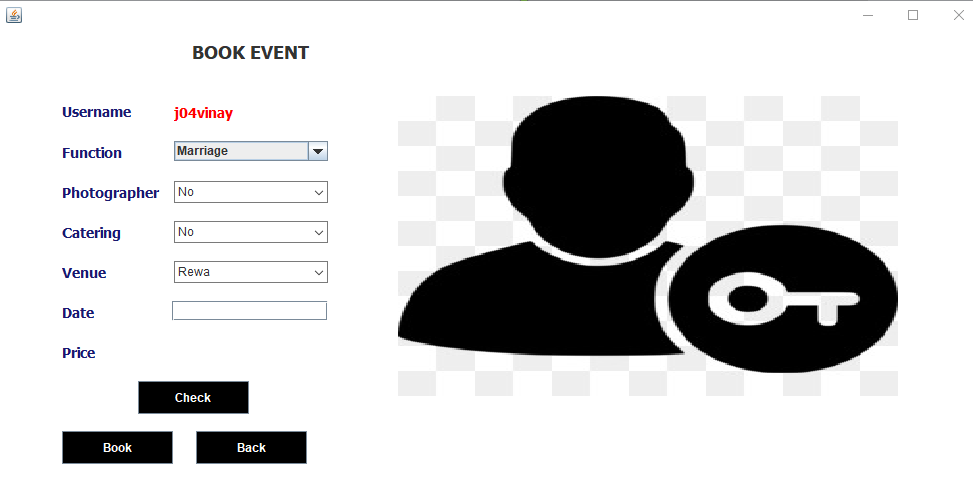 BOOK EVENT
Username j04vinay
Function Marriage
Photographer No
Catering No
Venue Rewa
Date
Price
Check
Book Back